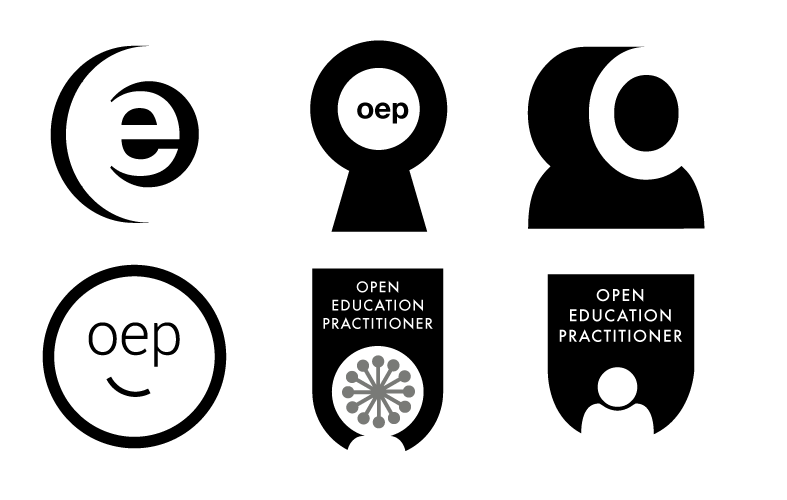 e
oep
oep
OPEN
EDUCATION
PRACTITIONER
OPEN
EDUCATION
PRACTITIONER